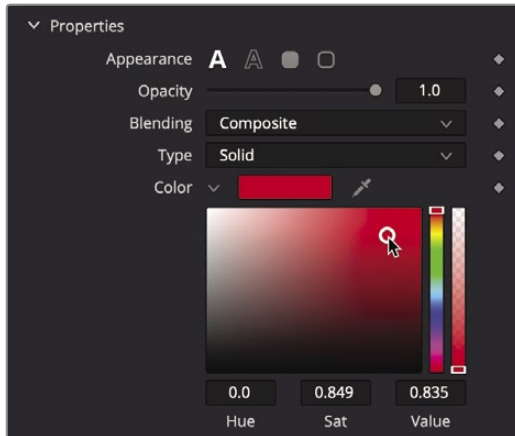 Properties
Appearance A A
Opacity 1.0
Blending Composite
Type Solid
Color
0.0 0.849 0.835
Hue Sat Value